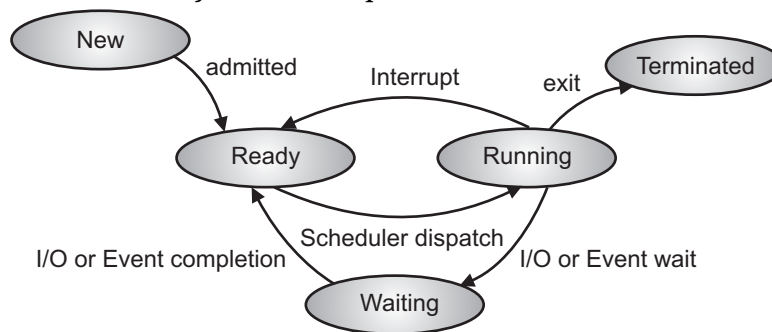 New
Terminated
admitted
Interrupt
exit
Ready
Running
Scheduler dispatch
I/O or Event completion
I/O or Event wait
Waiting